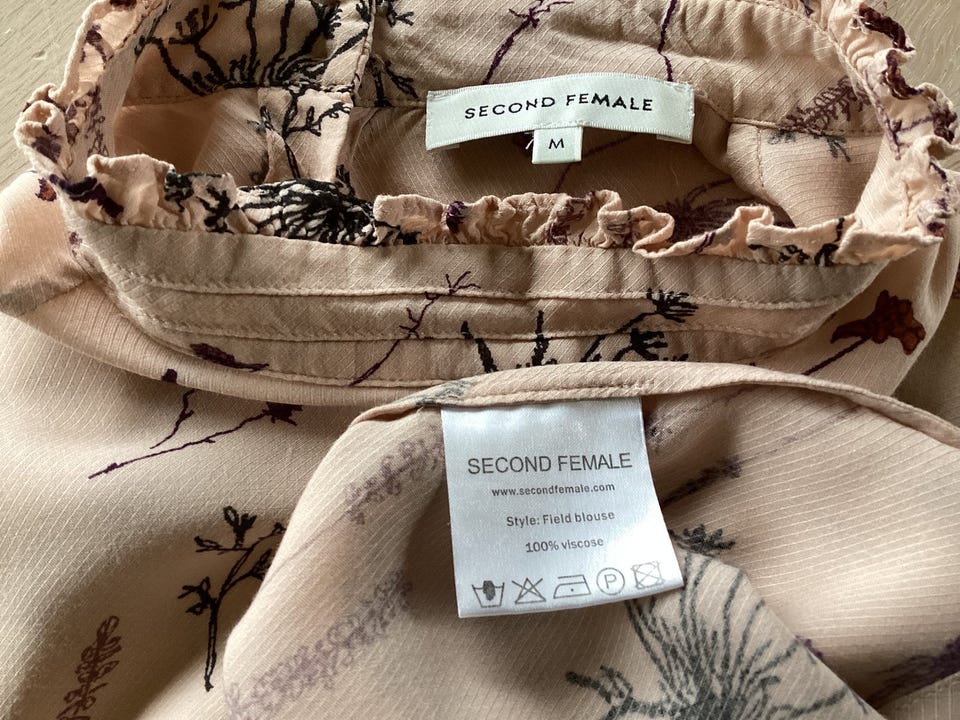 SECOND FEMALE
M
SECOND FEMALE
www.secondfemale.com
Style: Field blouse
100% viscose
P